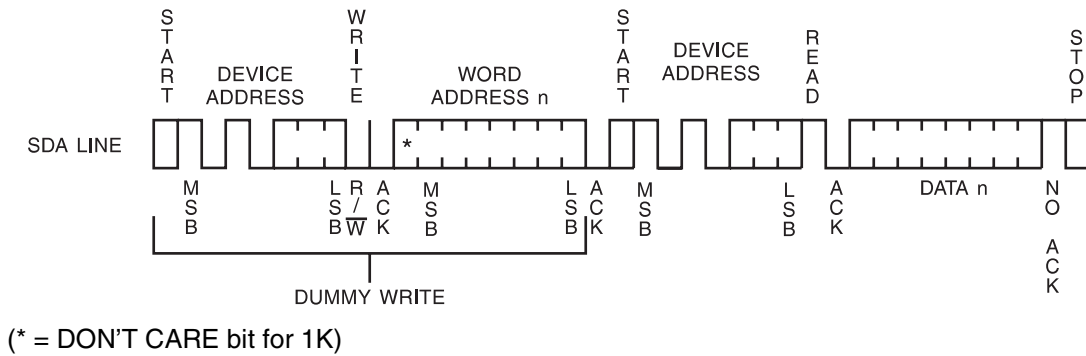 START
WRITE
START
READ
STOP
DEVICE
ADDRESS
WORD
ADDRESS n
DEVICE
ADDRESS
SDA LINE
*
MSB
LSB
R/W̅
ACK
MSB
LSB
ACK
MSB
LSB
ACK
DATA n
NO ACK
DUMMY WRITE
(* = DON'T CARE bit for 1K)